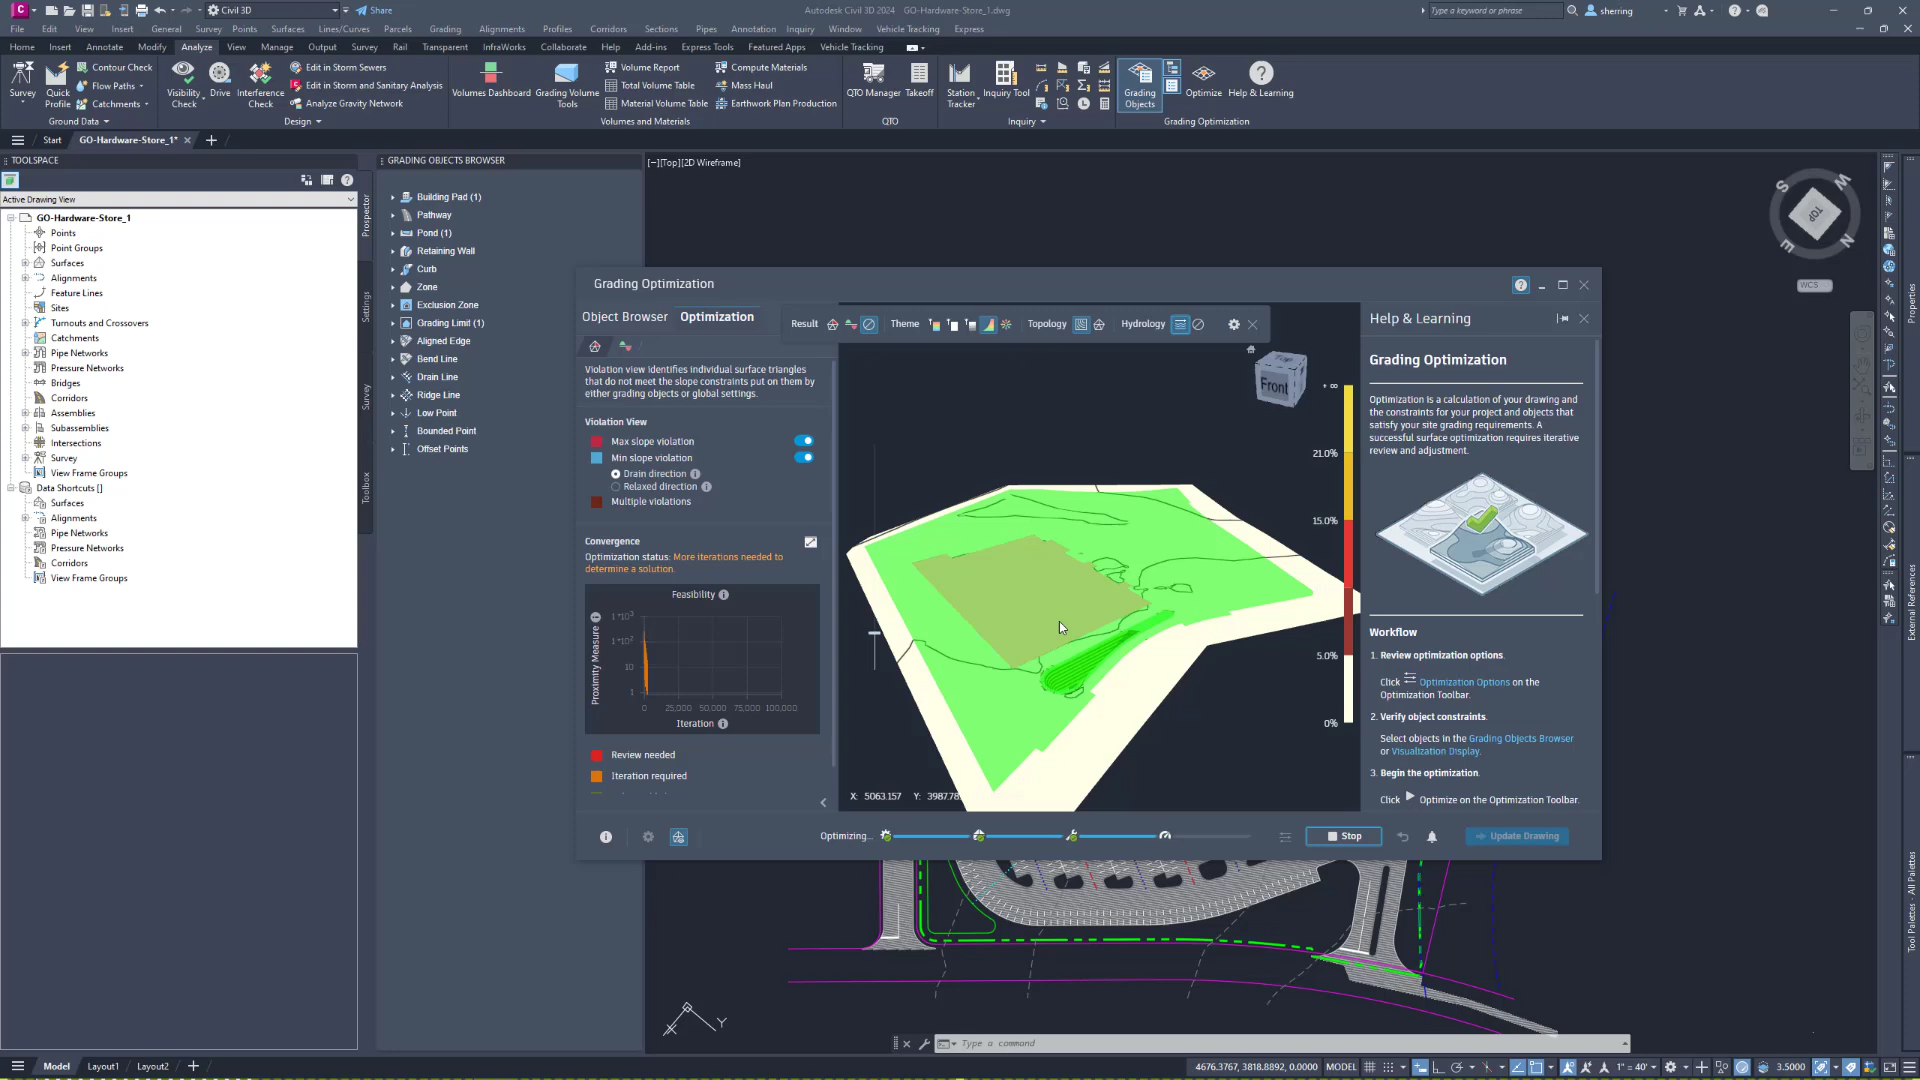 Civil 3D
Share
Autodesk Civil 3D 2024 GO-Hardware-Store_1.dwg
Type a keyword or phrase
sherring
File Edit View Insert General Survey Points Surfaces Lines/Curves Parcels Grading Alignments Profiles Corridors Sections Pipes Annotation Inquiry Window Vehicle Tracking Express
Home Insert Annotate Modify Analyze View Manage Output Survey Rail Transparent InfraWorks Collaborate Help Add-ins Express Tools Featured Apps Vehicle Tracking
Survey
Quick Profile
Contour Check
Flow Paths
Catchments
Ground Data
Visibility Check
Drive
Interference Check
Edit in Storm Sewers
Edit in Storm and Sanitary Analysis
Analyze Gravity Network
Design
Volumes Dashboard
Grading Volume Tools
Volume Report
Total Volume Table
Material Volume Table
Compute Materials
Mass Haul
Earthwork Plan Production
Volumes and Materials
QTO Manager
Takeoff
QTO
Station Tracker
Inquiry Tool
Inquiry
Grading Objects
Optimize
Help & Learning
Grading Optimization
Start
GO-Hardware-Store_1*
TOOLSPACE
Active Drawing View
GO-Hardware-Store_1
Points
Point Groups
Surfaces
Alignments
Feature Lines
Sites
Turnouts and Crossovers
Catchments
Pipe Networks
Pressure Networks
Bridges
Corridors
Assemblies
Subassemblies
Intersections
Survey
View Frame Groups
Data Shortcuts []
Surfaces
Alignments
Pipe Networks
Pressure Networks
Corridors
View Frame Groups
Prospector
Settings
Survey
Toolbox
GRADING OBJECTS BROWSER
Building Pad (1)
Pathway
Pond (1)
Retaining Wall
Curb
Zone
Exclusion Zone
Grading Limit (1)
Aligned Edge
Bend Line
Drain Line
Ridge Line
Low Point
Bounded Point
Offset Points
[−][Top][2D Wireframe]
S
W
TOP
E
N
WCS
Properties
External References
Tool Palettes - All Palettes
Grading Optimization
Object Browser
Optimization
Result
Theme
Topology
Hydrology
Violation view identifies individual surface triangles
that do not meet the slope constraints put on them by
either grading objects or global settings.
Violation View
Max slope violation
Min slope violation
Drain direction
Relaxed direction
Multiple violations
Convergence
Optimization status: More iterations needed to
determine a solution.
Feasibility
Proximity Measure
1*10³
1*10²
10
1
0 25,000 50,000 75,000 100,000
Iteration
Review needed
Iteration required
Top
Front
+ ∞
21.0%
15.0%
5.0%
0%
X: 5063.157 Y: 3987.78
Help & Learning
Grading Optimization
Optimization is a calculation of your drawing and
the constraints for your project and objects that
satisfy your site grading requirements. A
successful surface optimization requires iterative
review and adjustment.
Workflow
1. Review optimization options.
Click Optimization Options on the
Optimization Toolbar.
2. Verify object constraints.
Select objects in the Grading Objects Browser
or Visualization Display.
3. Begin the optimization.
Click Optimize on the Optimization Toolbar.
Optimizing...
Stop
Update Drawing
X
Y
Type a command
Model
Layout1
Layout2
4676.3767, 3818.8892, 0.0000 MODEL
1" = 40'
3.5000